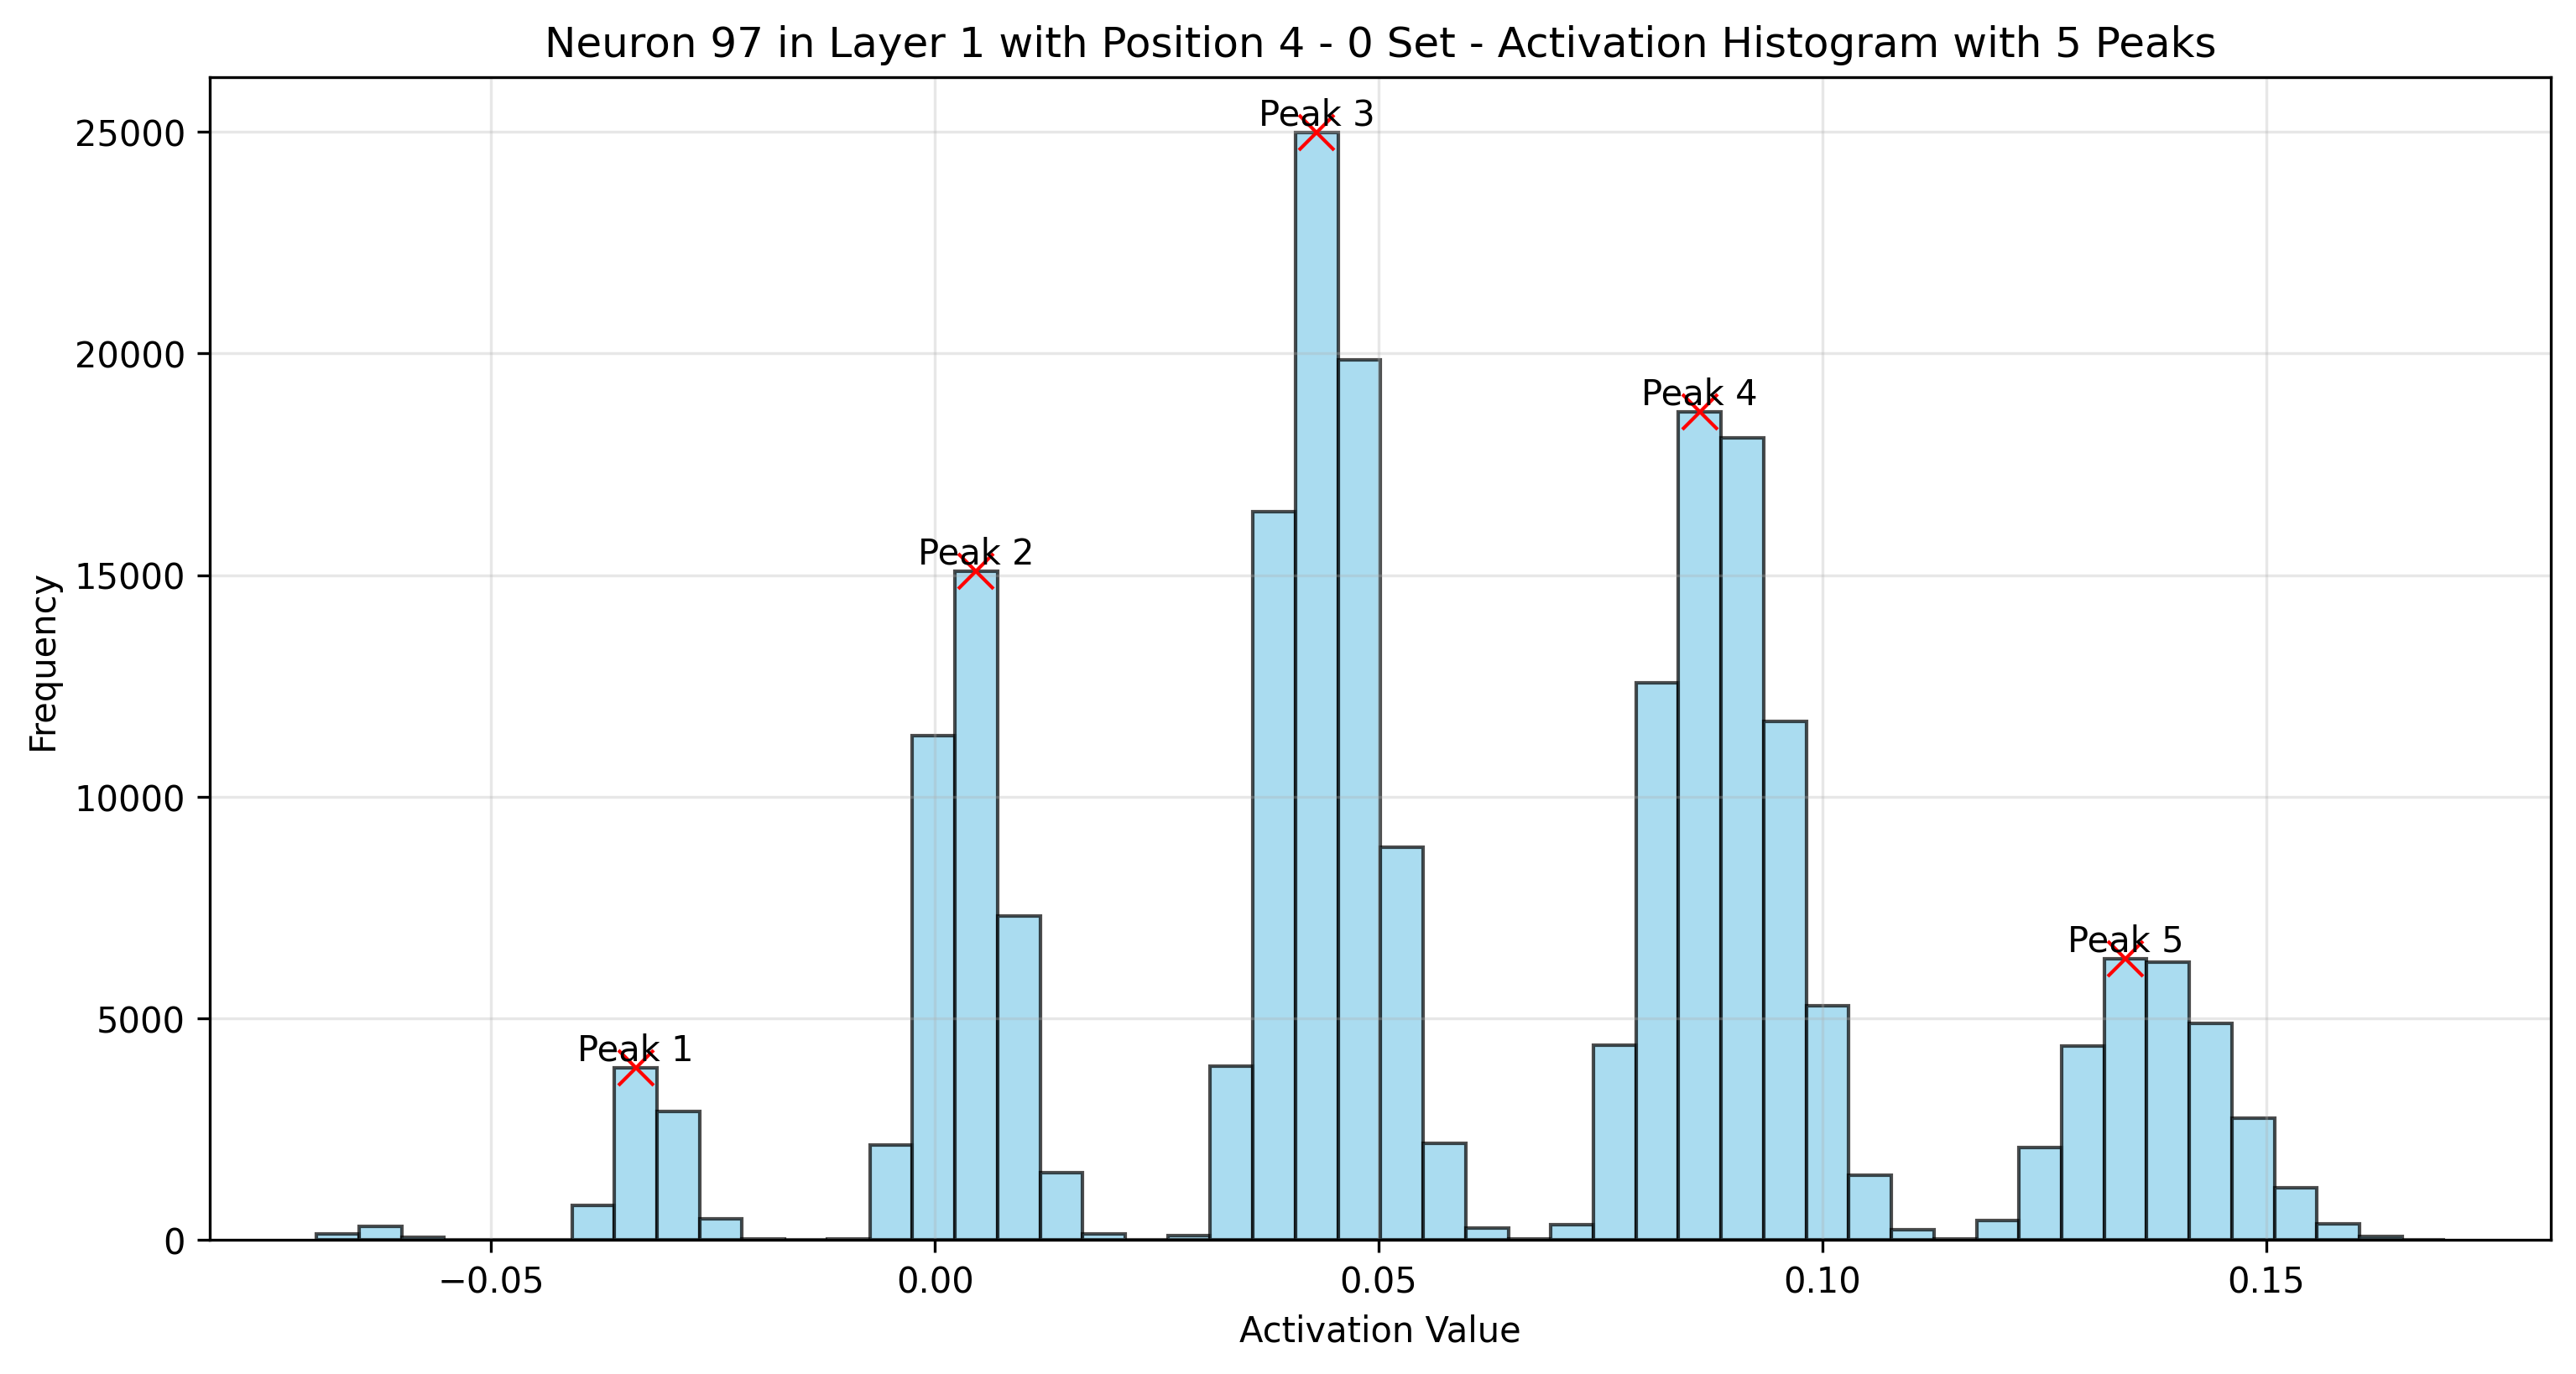 Neuron 97 in Layer 1 with Position 4 - 0 Set - Activation Histogram with 5 Peaks
25000
20000
15000
10000
5000
0
Frequency
Peak 1
Peak 2
Peak 3
Peak 4
Peak 5
−0.05
0.00
0.05
0.10
0.15
Activation Value